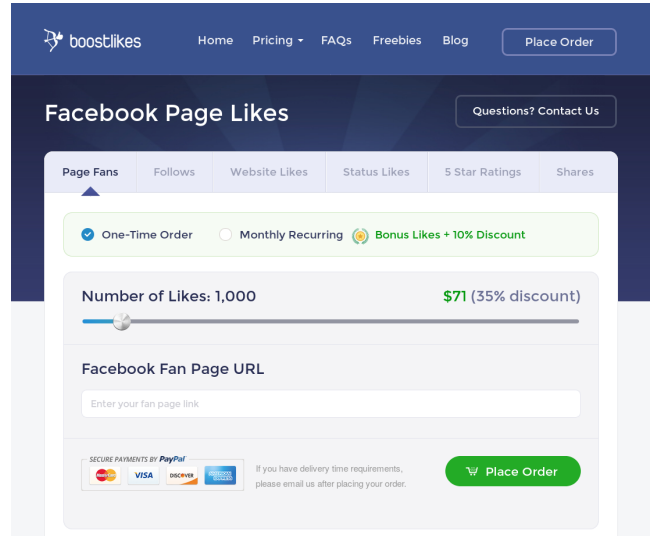 boostlikes Home Pricing FAQs Freebies Blog Place Order
Facebook Page Likes
Questions? Contact Us
Page Fans Follows Website Likes Status Likes 5 Star Ratings Shares
One-Time Order Monthly Recurring Bonus Likes + 10% Discount
Number of Likes: 1,000 $71 (35% discount)
Facebook Fan Page URL
Enter your fan page link
SECURE PAYMENTS BY PayPal
MasterCard VISA DISCOVER AMERICAN EXPRESS
If you have delivery time requirements,
please email us after placing your order.
Place Order